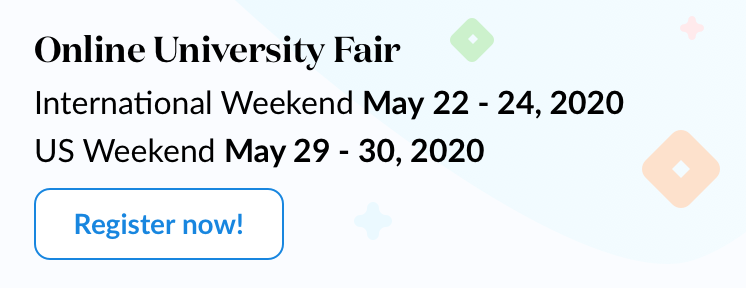 Online University Fair
International Weekend May 22 - 24, 2020
US Weekend May 29 - 30, 2020
Register now!